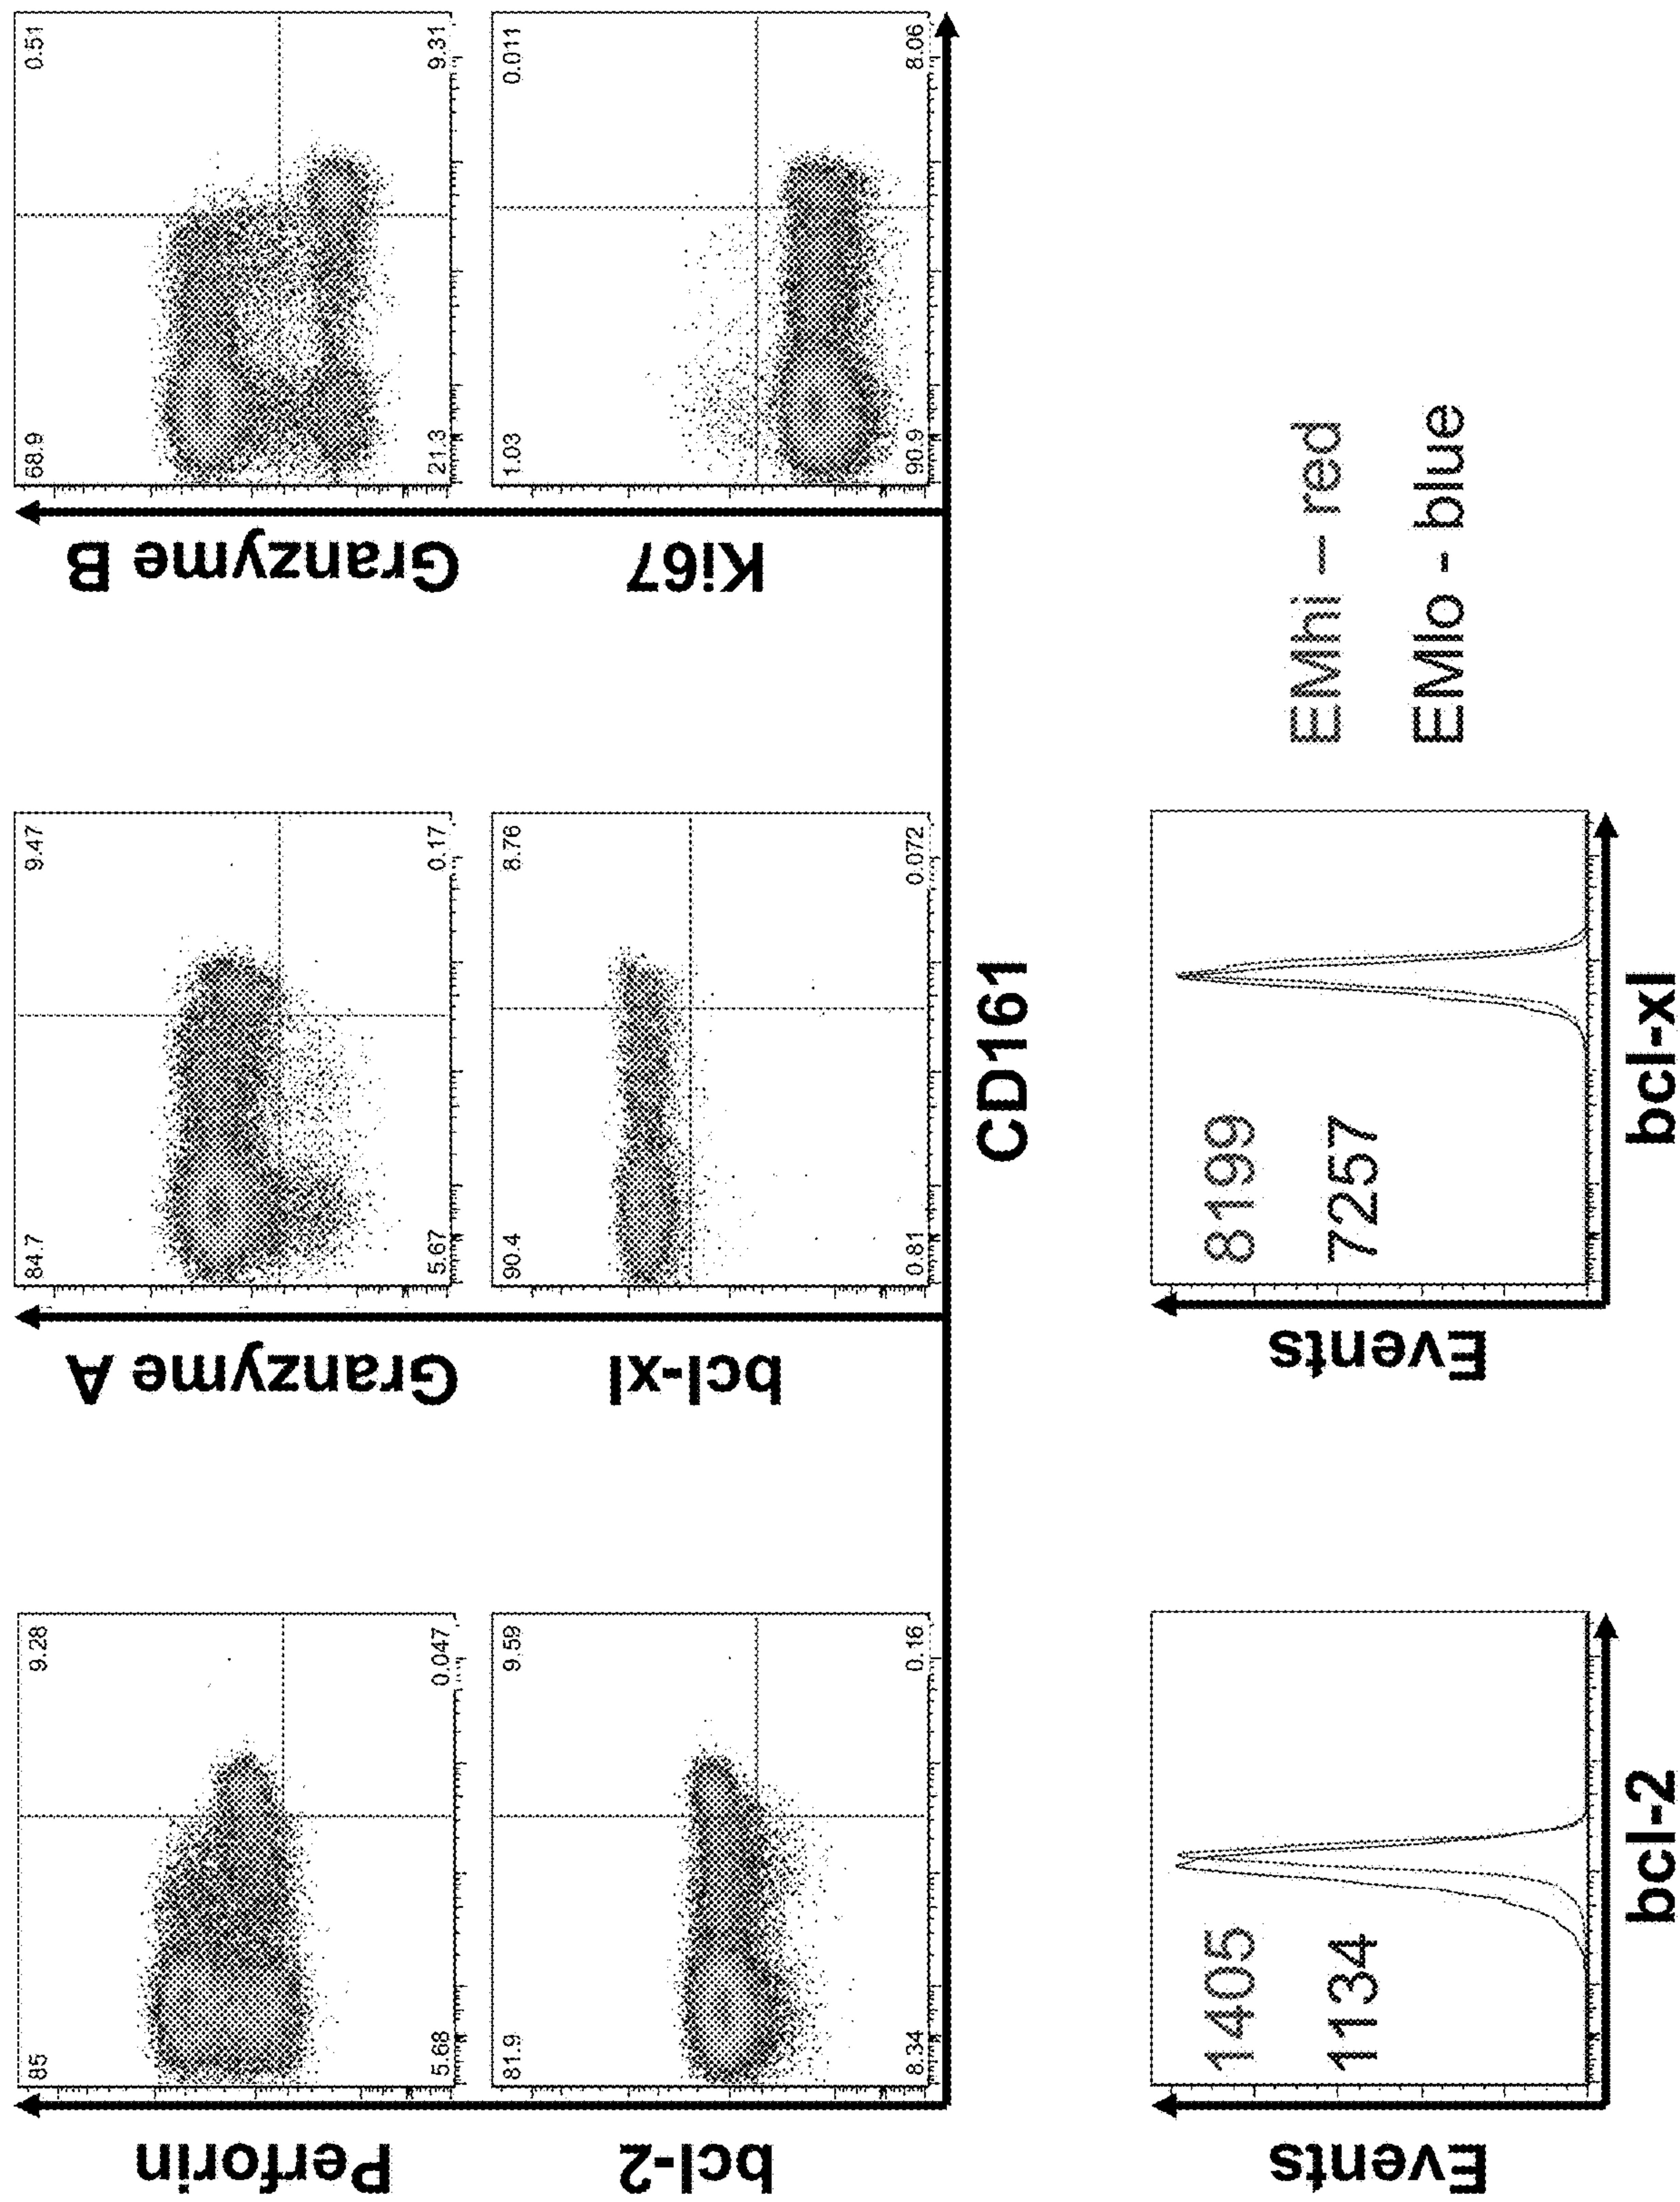 Perforin
85
9.28
5.68
0.047
Granzyme A
84.7
9.47
5.67
0.17
Granzyme B
68.9
0.51
21.3
9.31
bcl-2
81.9
9.59
8.34
0.16
bcl-xl
90.4
8.76
0.81
0.072
Ki67
1.03
0.011
90.9
8.06
CD161
Events
1405
1134
bcl-2
Events
8199
7257
bcl-xl
EMhi – red
EMlo - blue